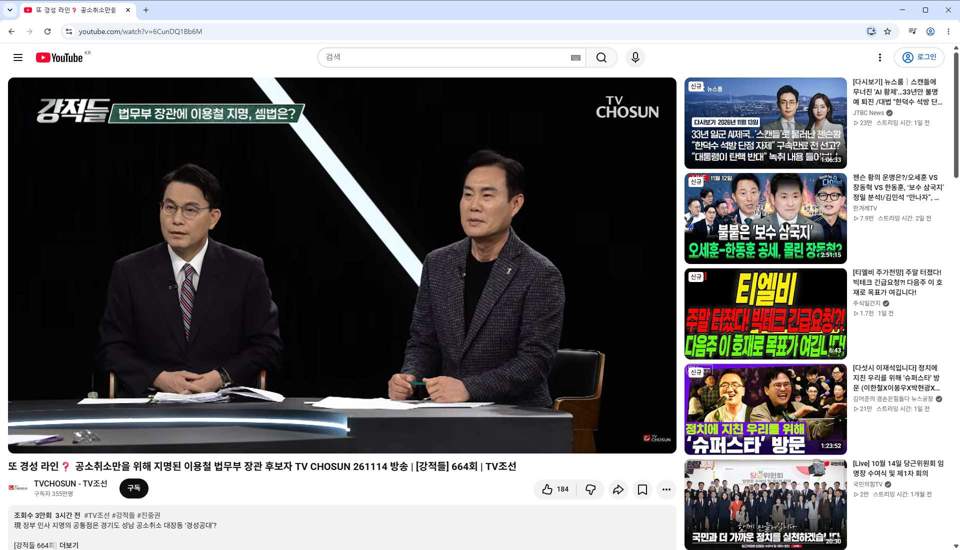 또 경성 라인❓ 공소취소만을
youtube.com/watch?v=6CunDQ1Bb6M
YouTube KR
검색
로그인
강적들
법무부 장관에 이용철 지명, 셈법은?
TV
CHOSUN
TV CHOSUN
또 경성 라인❓ 공소취소만을 위해 지명된 이용철 법무부 장관 후보자 TV CHOSUN 261114 방송 | [강적들] 664회 | TV조선
TVCHOSUN - TV조선
구독자 355만명
구독
184
조회수 3만회 3시간 전 #TV조선 #강적들 #진중권
現 정부 인사 지명의 공통점은 경기도 성남 공소취소 대장동 '경성공대'?
[강적들 664회] 더보기
신규
뉴스룸
다시보기 2026년 11월 13일
33년 일군 AI제국..'스캔들'로 물러난 젠슨황
"한덕수 석방 단정 자제" 구속만료 전 선고?
"대통령이 탄핵 반대" 녹취 내용 들어
1:06:33
[다시보기] 뉴스룸｜스캔들에
무너진 'AI 황제'...33년만 불명
예 퇴진 /대법 "한덕수 석방 단...
JTBC News
23만 스트리밍 시간: 1일 전
신규
11월 12일
불붙은 '보수 삼국지'
오세훈-한동훈 공세, 몰린 장동혁?
2:51:15
젠슨 황의 운명은?/오세훈 VS
장동혁 VS 한동훈, '보수 삼국지'
정밀 분석!/김민석 "만나자", ...
한겨레TV
7.9만 스트리밍 시간: 2일 전
신규
티엘비
주말 터졌다! 빅테크 긴급요청?!
다음주 이 호재로 목표가 여깁니다!
8:43
[티엘비 주가전망] 주말 터졌다!
빅테크 긴급요청?! 다음주 이 호
재로 목표가 여깁니다!
주식일간지
1.7천 1일 전
신규
정치에 지친 우리를 위해
'슈퍼스타' 방문
1:23:52
[다섯시 이재석입니다] 정치에
지친 우리를 위해 '슈퍼스타' 방
문 (이한철X이봉우X박현광X...
김어준의 겸손은힘들다 뉴스공장
21만 스트리밍 시간: 1일 전
국민과 더 가까운 정치를 실천하겠습니다!
20:30
[Live] 10월 14일 당근위원회 임
명장 수여식 및 제1차 회의
국민의힘TV
2만 스트리밍 시간: 1개월 전